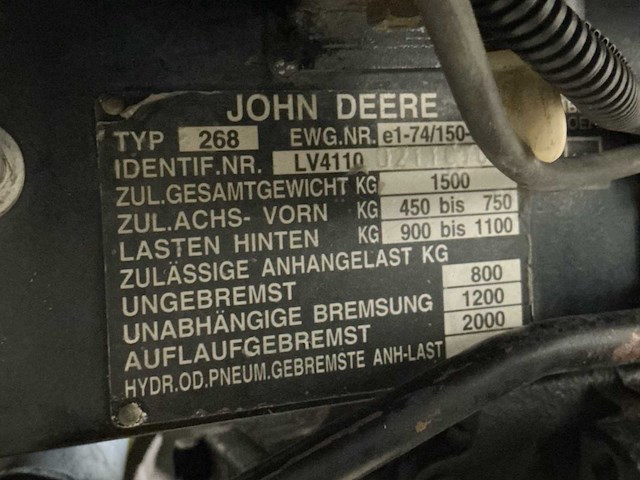 JOHN DEERE
TYP 268 EWG.NR. e1-74/150-
IDENTIF.NR. LV4110
ZUL.GESAMTGEWICHT KG 1500
ZUL.ACHS- VORN KG 450 bis 750
LASTEN HINTEN KG 900 bis 1100
ZULÄSSIGE ANHANGELAST KG
UNGEBREMST 800
UNABHÄNGIGE BREMSUNG 1200
AUFLAUFGEBREMST 2000
HYDR.OD.PNEUM.GEBREMSTE ANH-LAST